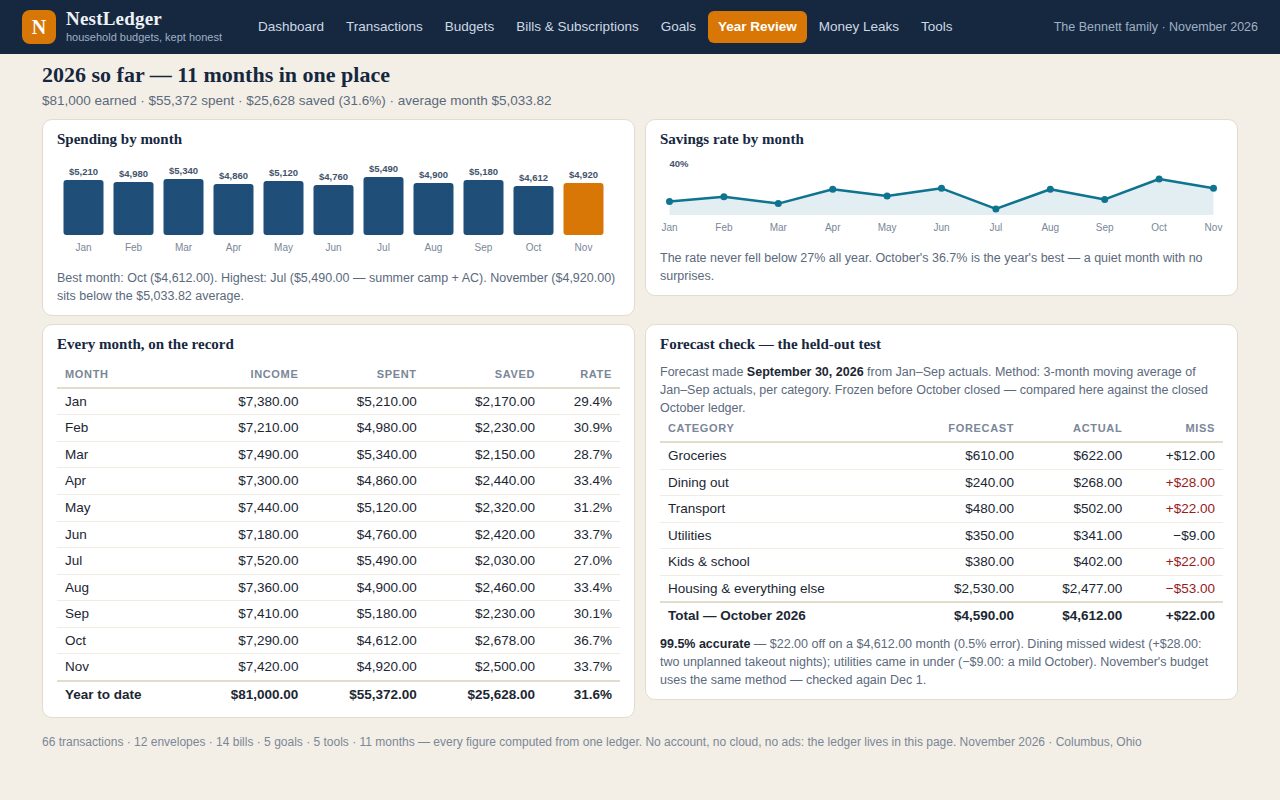 N
NestLedger
household budgets, kept honest
Dashboard
Transactions
Budgets
Bills & Subscriptions
Goals
Year Review
Money Leaks
Tools
The Bennett family · November 2026
2026 so far — 11 months in one place
$81,000 earned · $55,372 spent · $25,628 saved (31.6%) · average month $5,033.82
Spending by month
$5,210 $4,980 $5,340 $4,860 $5,120 $4,760 $5,490 $4,900 $5,180 $4,612 $4,920
Jan Feb Mar Apr May Jun Jul Aug Sep Oct Nov
Best month: Oct ($4,612.00). Highest: Jul ($5,490.00 — summer camp + AC). November ($4,920.00)
sits below the $5,033.82 average.
Savings rate by month
40%
Jan Feb Mar Apr May Jun Jul Aug Sep Oct Nov
The rate never fell below 27% all year. October's 36.7% is the year's best — a quiet month with no
surprises.
Every month, on the record
MONTH INCOME SPENT SAVED RATE
Jan $7,380.00 $5,210.00 $2,170.00 29.4%
Feb $7,210.00 $4,980.00 $2,230.00 30.9%
Mar $7,490.00 $5,340.00 $2,150.00 28.7%
Apr $7,300.00 $4,860.00 $2,440.00 33.4%
May $7,440.00 $5,120.00 $2,320.00 31.2%
Jun $7,180.00 $4,760.00 $2,420.00 33.7%
Jul $7,520.00 $5,490.00 $2,030.00 27.0%
Aug $7,360.00 $4,900.00 $2,460.00 33.4%
Sep $7,410.00 $5,180.00 $2,230.00 30.1%
Oct $7,290.00 $4,612.00 $2,678.00 36.7%
Nov $7,420.00 $4,920.00 $2,500.00 33.7%
Year to date $81,000.00 $55,372.00 $25,628.00 31.6%
Forecast check — the held-out test
Forecast made September 30, 2026 from Jan–Sep actuals. Method: 3-month moving average of
Jan–Sep actuals, per category. Frozen before October closed — compared here against the closed
October ledger.
CATEGORY FORECAST ACTUAL MISS
Groceries $610.00 $622.00 +$12.00
Dining out $240.00 $268.00 +$28.00
Transport $480.00 $502.00 +$22.00
Utilities $350.00 $341.00 −$9.00
Kids & school $380.00 $402.00 +$22.00
Housing & everything else $2,530.00 $2,477.00 −$53.00
Total — October 2026 $4,590.00 $4,612.00 +$22.00
99.5% accurate — $22.00 off on a $4,612.00 month (0.5% error). Dining missed widest (+$28.00:
two unplanned takeout nights); utilities came in under (−$9.00: a mild October). November's budget
uses the same method — checked again Dec 1.
66 transactions · 12 envelopes · 14 bills · 5 goals · 5 tools · 11 months — every figure computed from one ledger. No account, no cloud, no ads: the ledger lives in this page. November 2026 · Columbus, Ohio